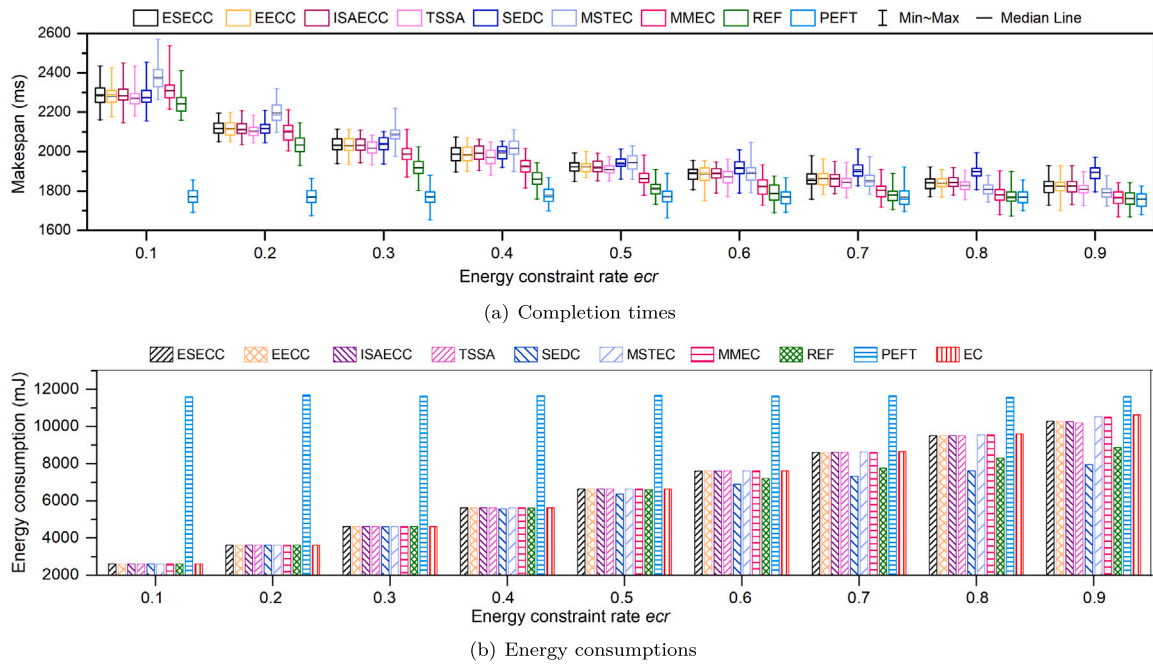 ESECC EECC ISAECC TSSA SEDC MSTEC MMEC REF PEFT Min~Max Median Line
2600
2400
2200
2000
1800
1600
Makespan (ms)
0.1 0.2 0.3 0.4 0.5 0.6 0.7 0.8 0.9
Energy constraint rate ecr
(a) Completion times
ESECC EECC ISAECC TSSA SEDC MSTEC MMEC REF PEFT EC
12000
10000
8000
6000
4000
2000
Energy consumption (mJ)
0.1 0.2 0.3 0.4 0.5 0.6 0.7 0.8 0.9
Energy constraint rate ecr
(b) Energy consumptions